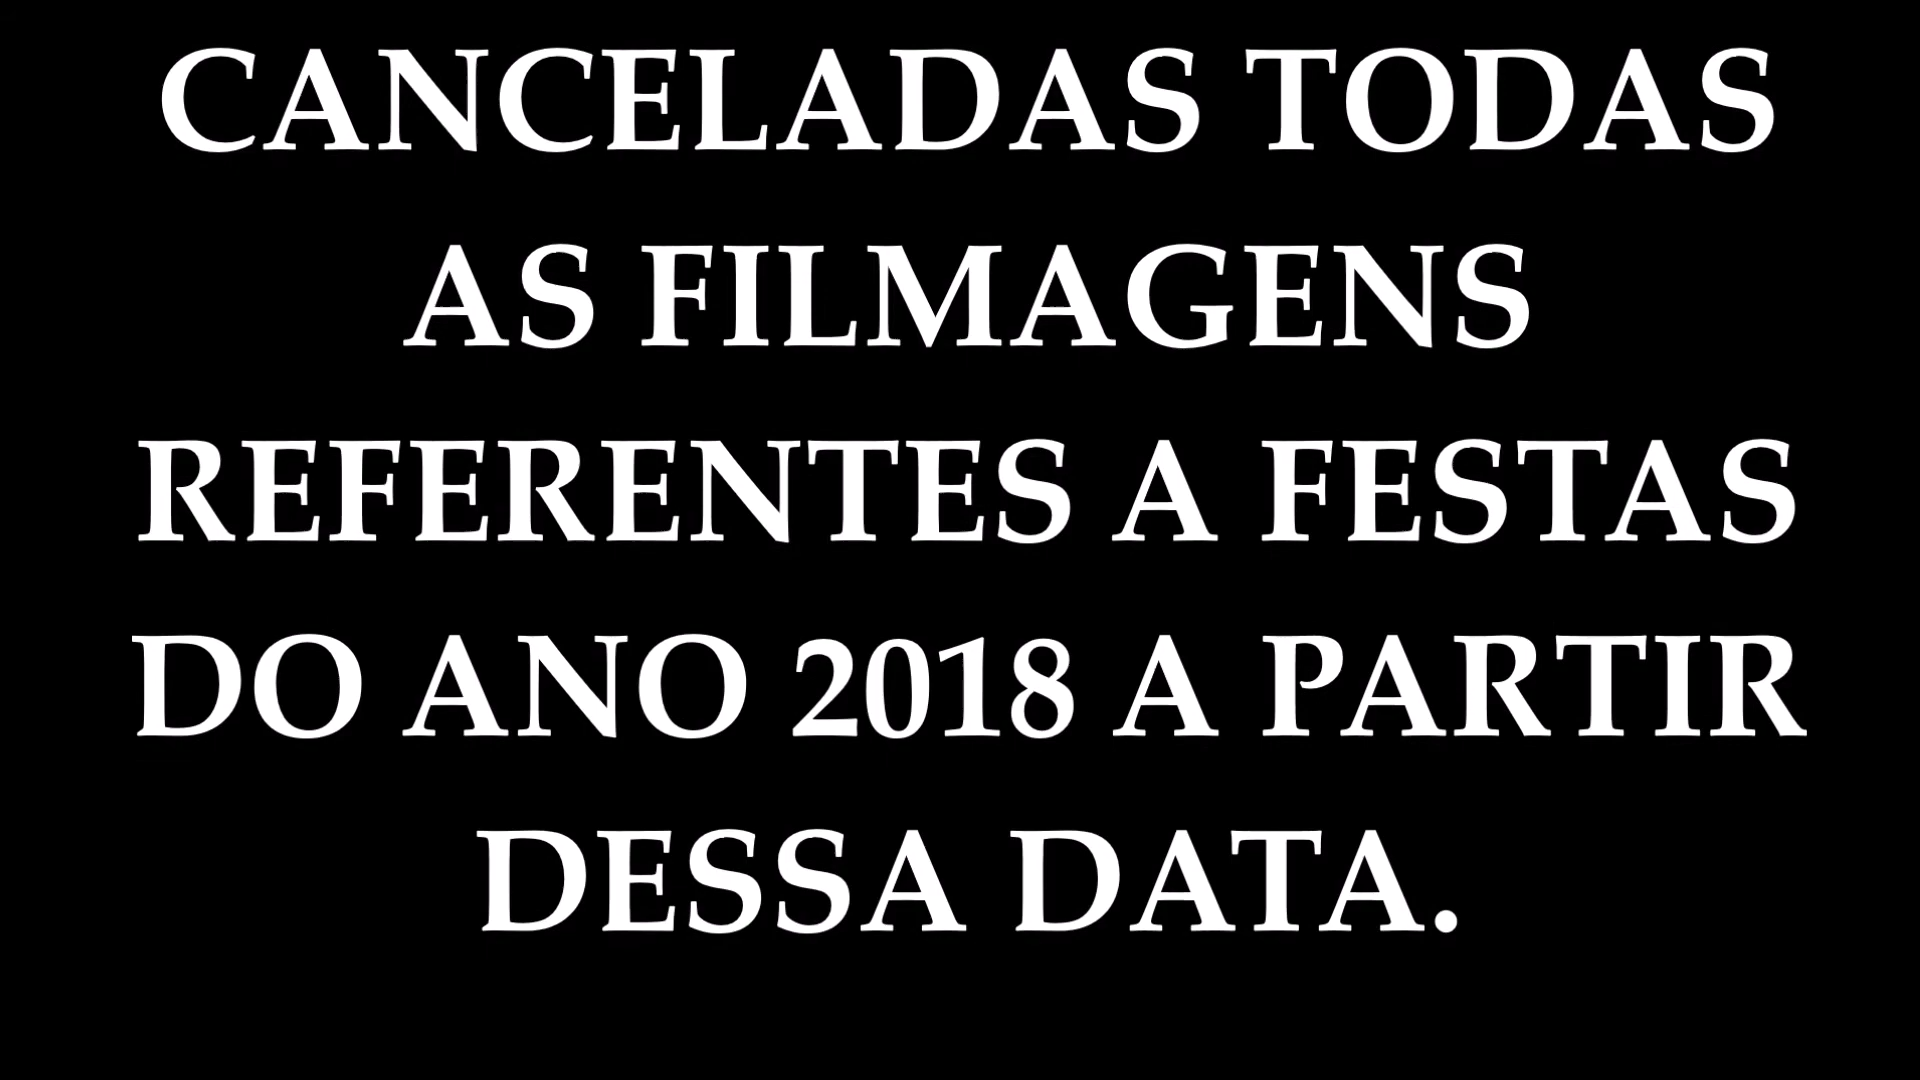 CANCELADAS TODAS
AS FILMAGENS
REFERENTES A FESTAS
DO ANO 2018 A PARTIR
DESSA DATA.